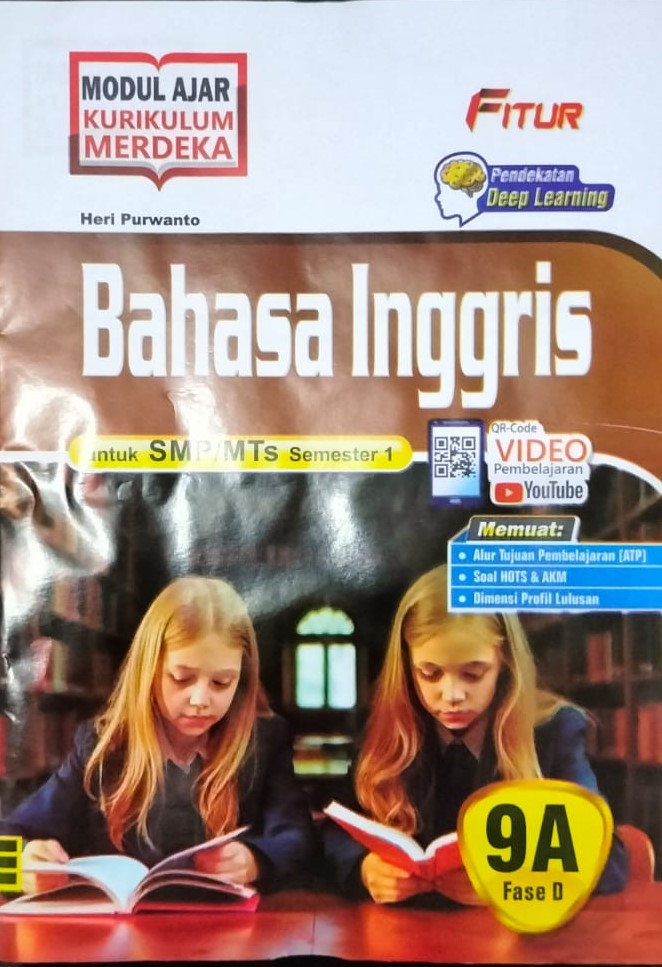 MODUL AJAR
KURIKULUM
MERDEKA
Heri Purwanto
FITUR
Pendekatan
Deep Learning
Bahasa Inggris
untuk SMP/MTs Semester 1
QR-Code
VIDEO
Pembelajaran
YouTube
Memuat:
• Alur Tujuan Pembelajaran (ATP)
• Soal HOTS & AKM
• Dimensi Profil Lulusan
9A
Fase D